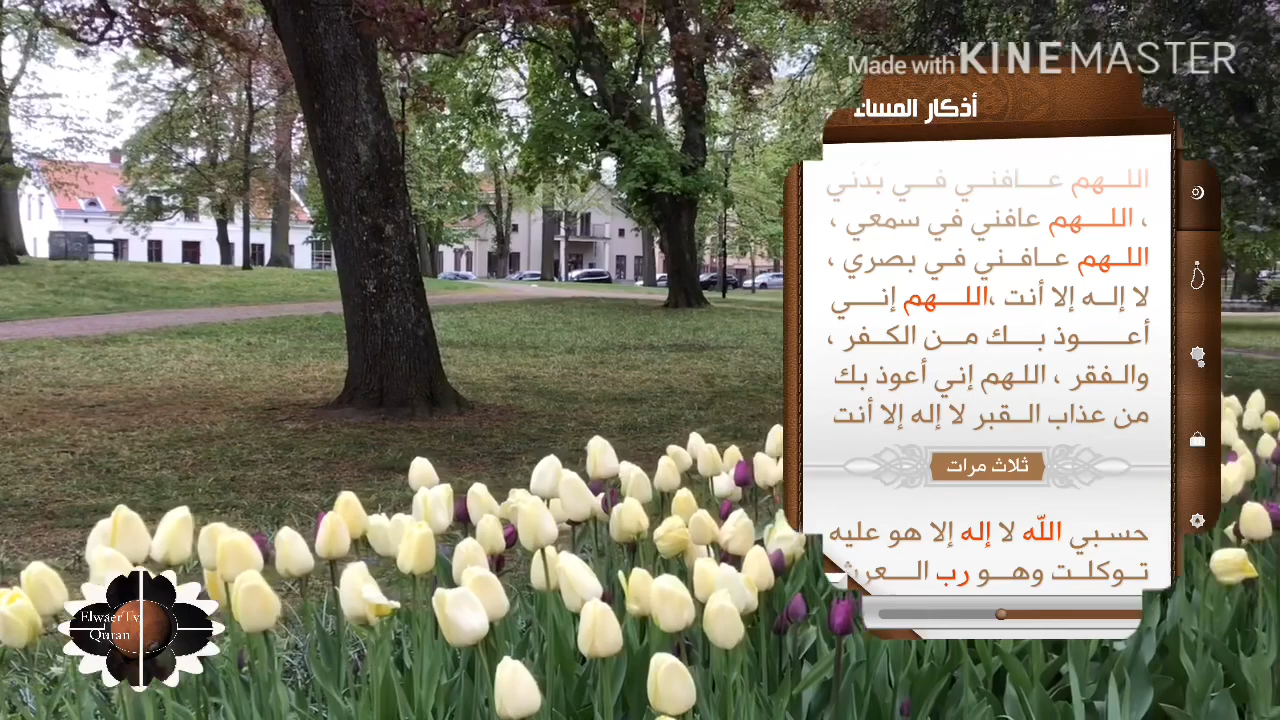 Made with KINEMASTER
أذكار المساء
اللهم عافني في بدني
، اللهم عافني في سمعي ،
اللهم عافني في بصري ،
لا إله إلا أنت ،اللهم إني
أعوذ بك من الكفر ،
والفقر ، اللهم إني أعوذ بك
من عذاب القبر لا إله إلا أنت
ثلاث مرات
حسبي الله لا إله إلا هو عليه
توكلت وهو رب العرش
Elwaer Tv
Quran